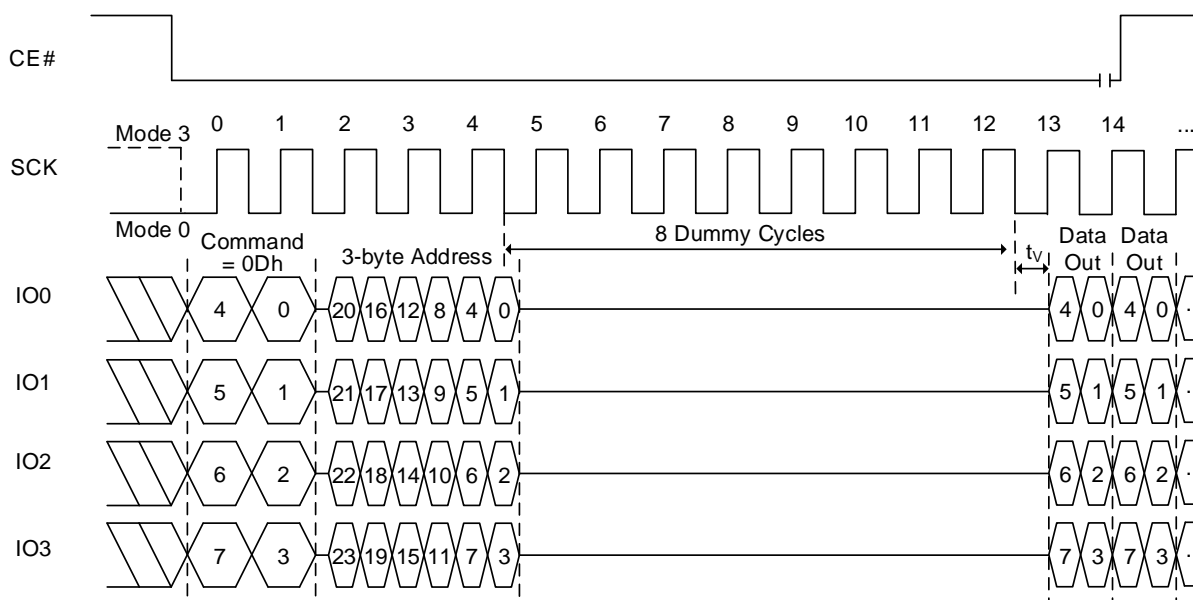 CE#
Mode 3 0 1 2 3 4 5 6 7 8 9 10 11 12 13 14 ...
SCK
Mode 0
Command
= 0Dh
3-byte Address
8 Dummy Cycles
tV
Data
Out
Data
Out
IO0 4 0 20 16 12 8 4 0 4 0 4 0 .
IO1 5 1 21 17 13 9 5 1 5 1 5 1 .
IO2 6 2 22 18 14 10 6 2 6 2 6 2 .
IO3 7 3 23 19 15 11 7 3 7 3 7 3 .